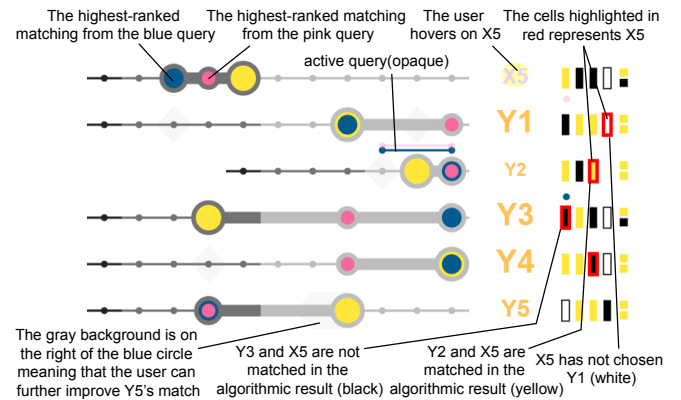 The highest-ranked
matching from the blue query
The highest-ranked matching
from the pink query
The user
hovers on X5
The cells highlighted in
red represents X5
active query(opaque)
X5
Y1
Y2
Y3
Y4
Y5
The gray background is on
the right of the blue circle
meaning that the user can
further improve Y5's match
Y3 and X5 are not
matched in the
algorithmic result (black)
Y2 and X5 are
matched in the
algorithmic result (yellow)
X5 has not chosen
Y1 (white)